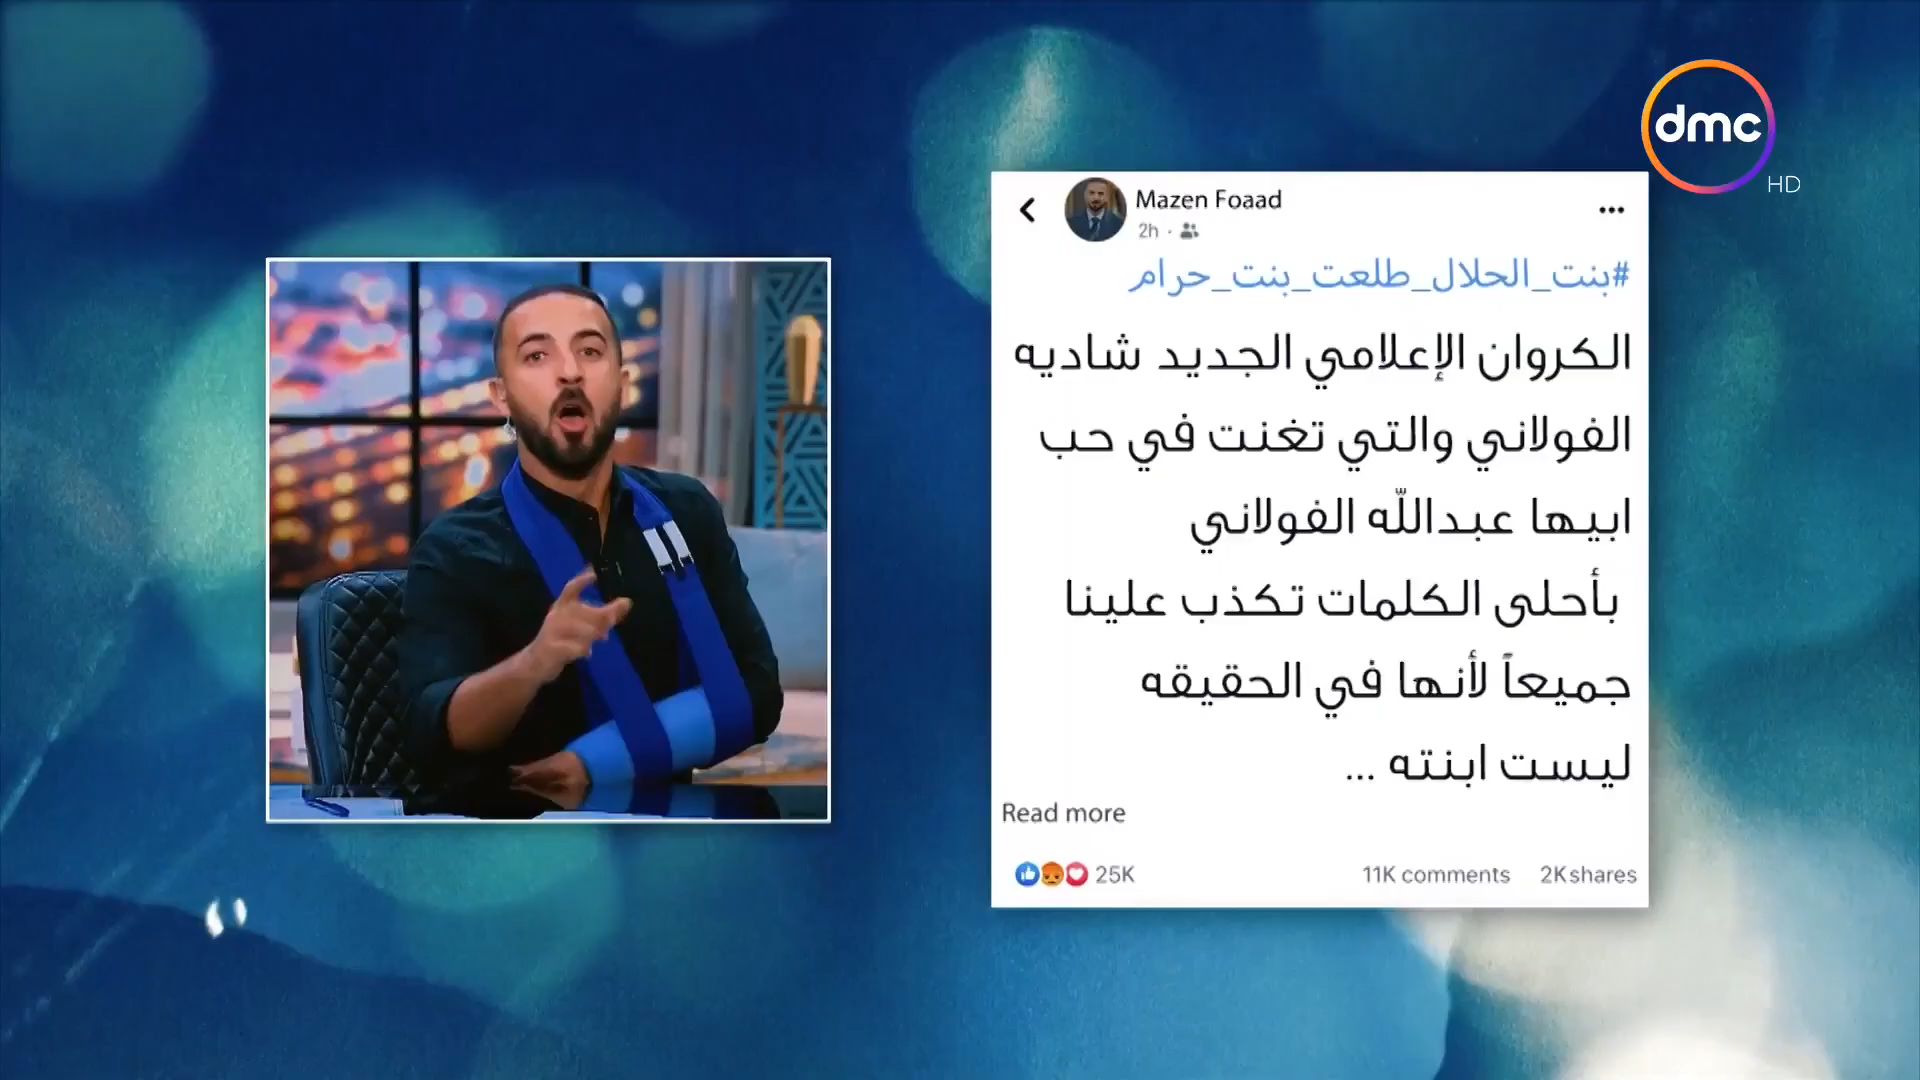 dmc
HD
Mazen Foaad
2h
#بنت_الحلال_طلعت_بنت_حرام
الكروان الإعلامي الجديد شاديه
الفولاني والتي تغنت في حب
ابيها عبدالله الفولاني
بأحلى الكلمات تكذب علينا
جميعاً لأنها في الحقيقه
ليست ابنته ...
Read more
25K
11K comments
2K shares